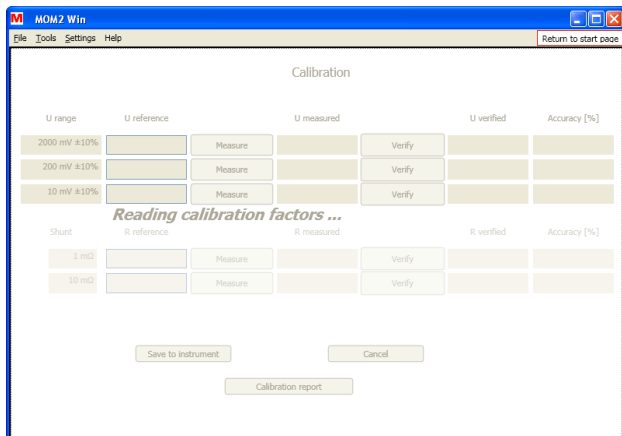 M MOM2 Win
File Tools Settings Help Return to start page
Calibration
U range U reference U measured U verified Accuracy [%]
2000 mV ±10% Measure Verify
200 mV ±10% Measure Verify
10 mV ±10% Measure Verify
Reading calibration factors ...
Shunt R reference R measured R verified Accuracy [%]
1 mΩ Measure Verify
10 mΩ Measure Verify
Save to instrument Cancel
Calibration report